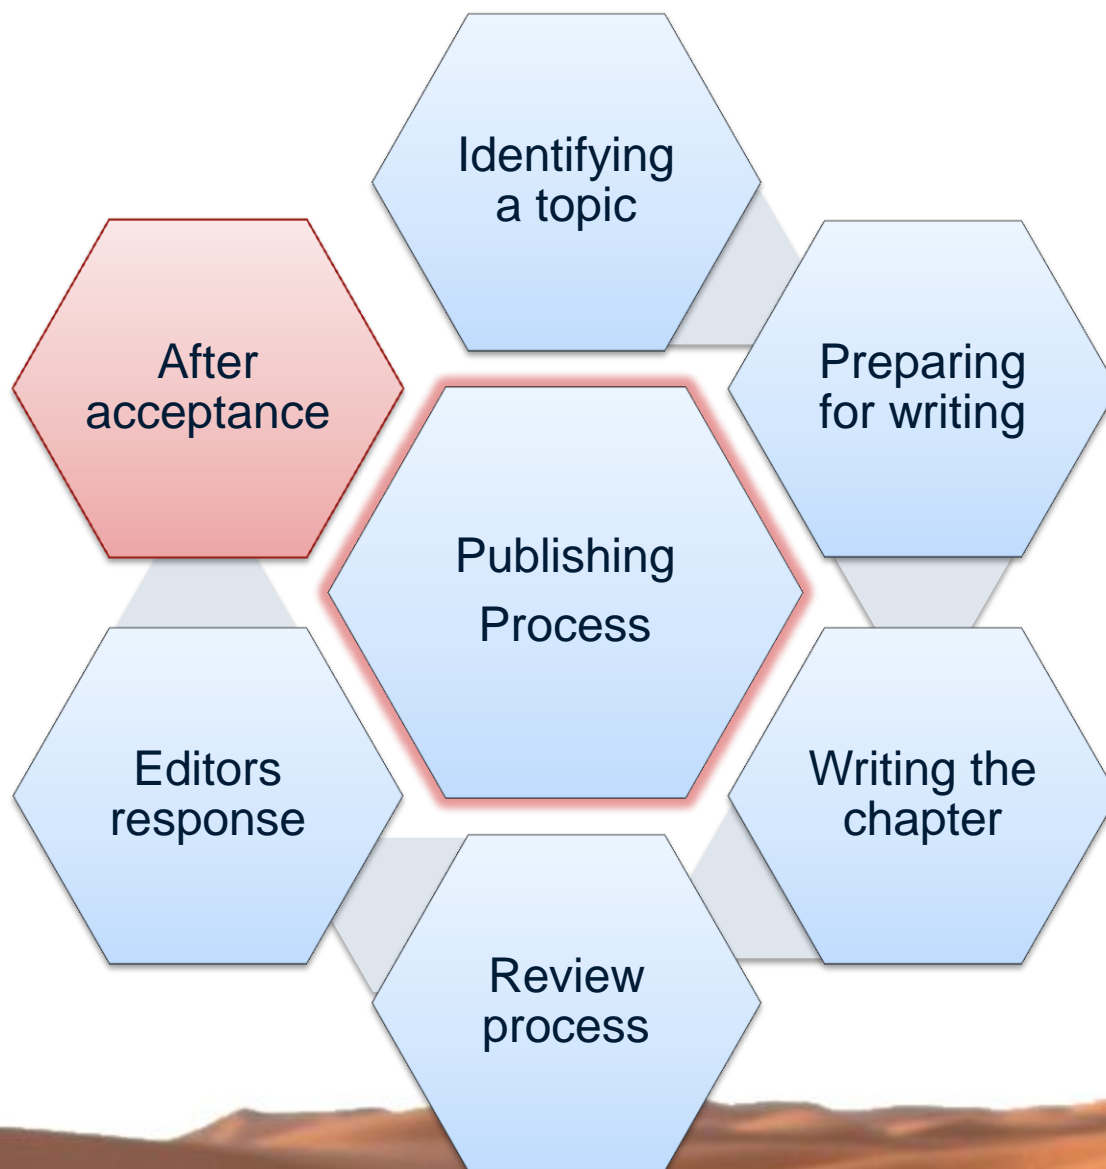 Identifying
a topic
Preparing
for writing
Writing the
chapter
Review
process
Editors
response
After
acceptance
Publishing
Process